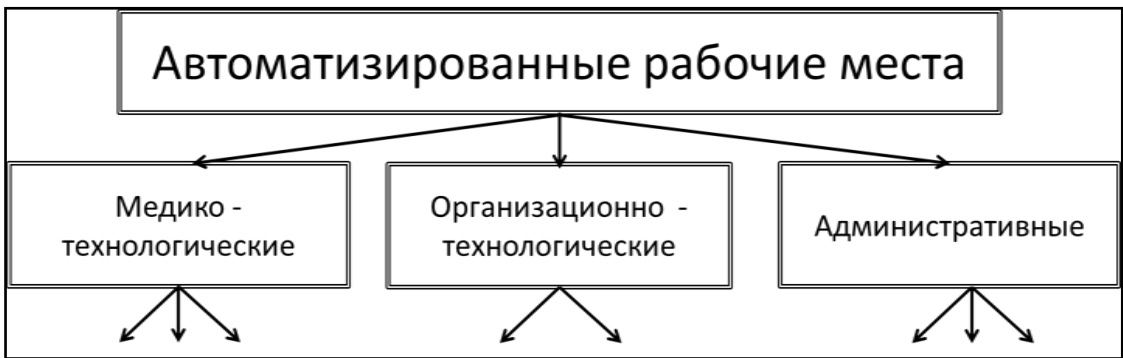 Автоматизированные рабочие места
Медико -
технологические
Организационно -
технологические
Административные